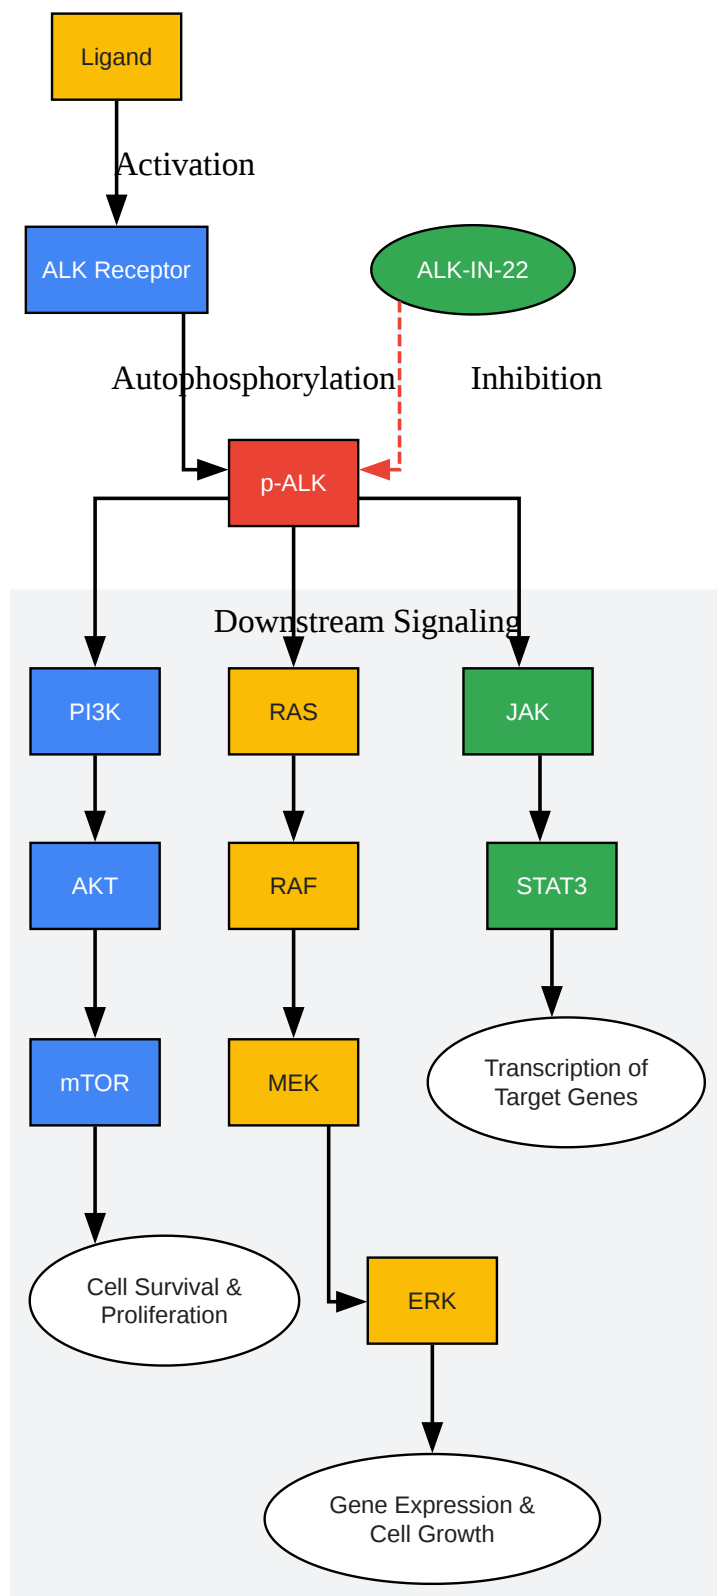 Ligand
Activation
ALK Receptor
ALK-IN-22
Autophosphorylation
Inhibition
p-ALK
Downstream Signaling
PI3K
RAS
JAK
AKT
RAF
STAT3
mTOR
MEK
Transcription of
Target Genes
Cell Survival &
Proliferation
ERK
Gene Expression &
Cell Growth